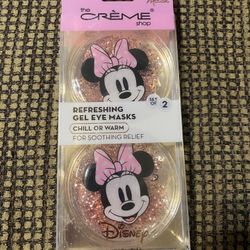 the
CRÈME
shop
REFRESHING
GEL EYE MASKS
CHILL OR WARM
FOR SOOTHING RELIEF
SET OF 2
Disney